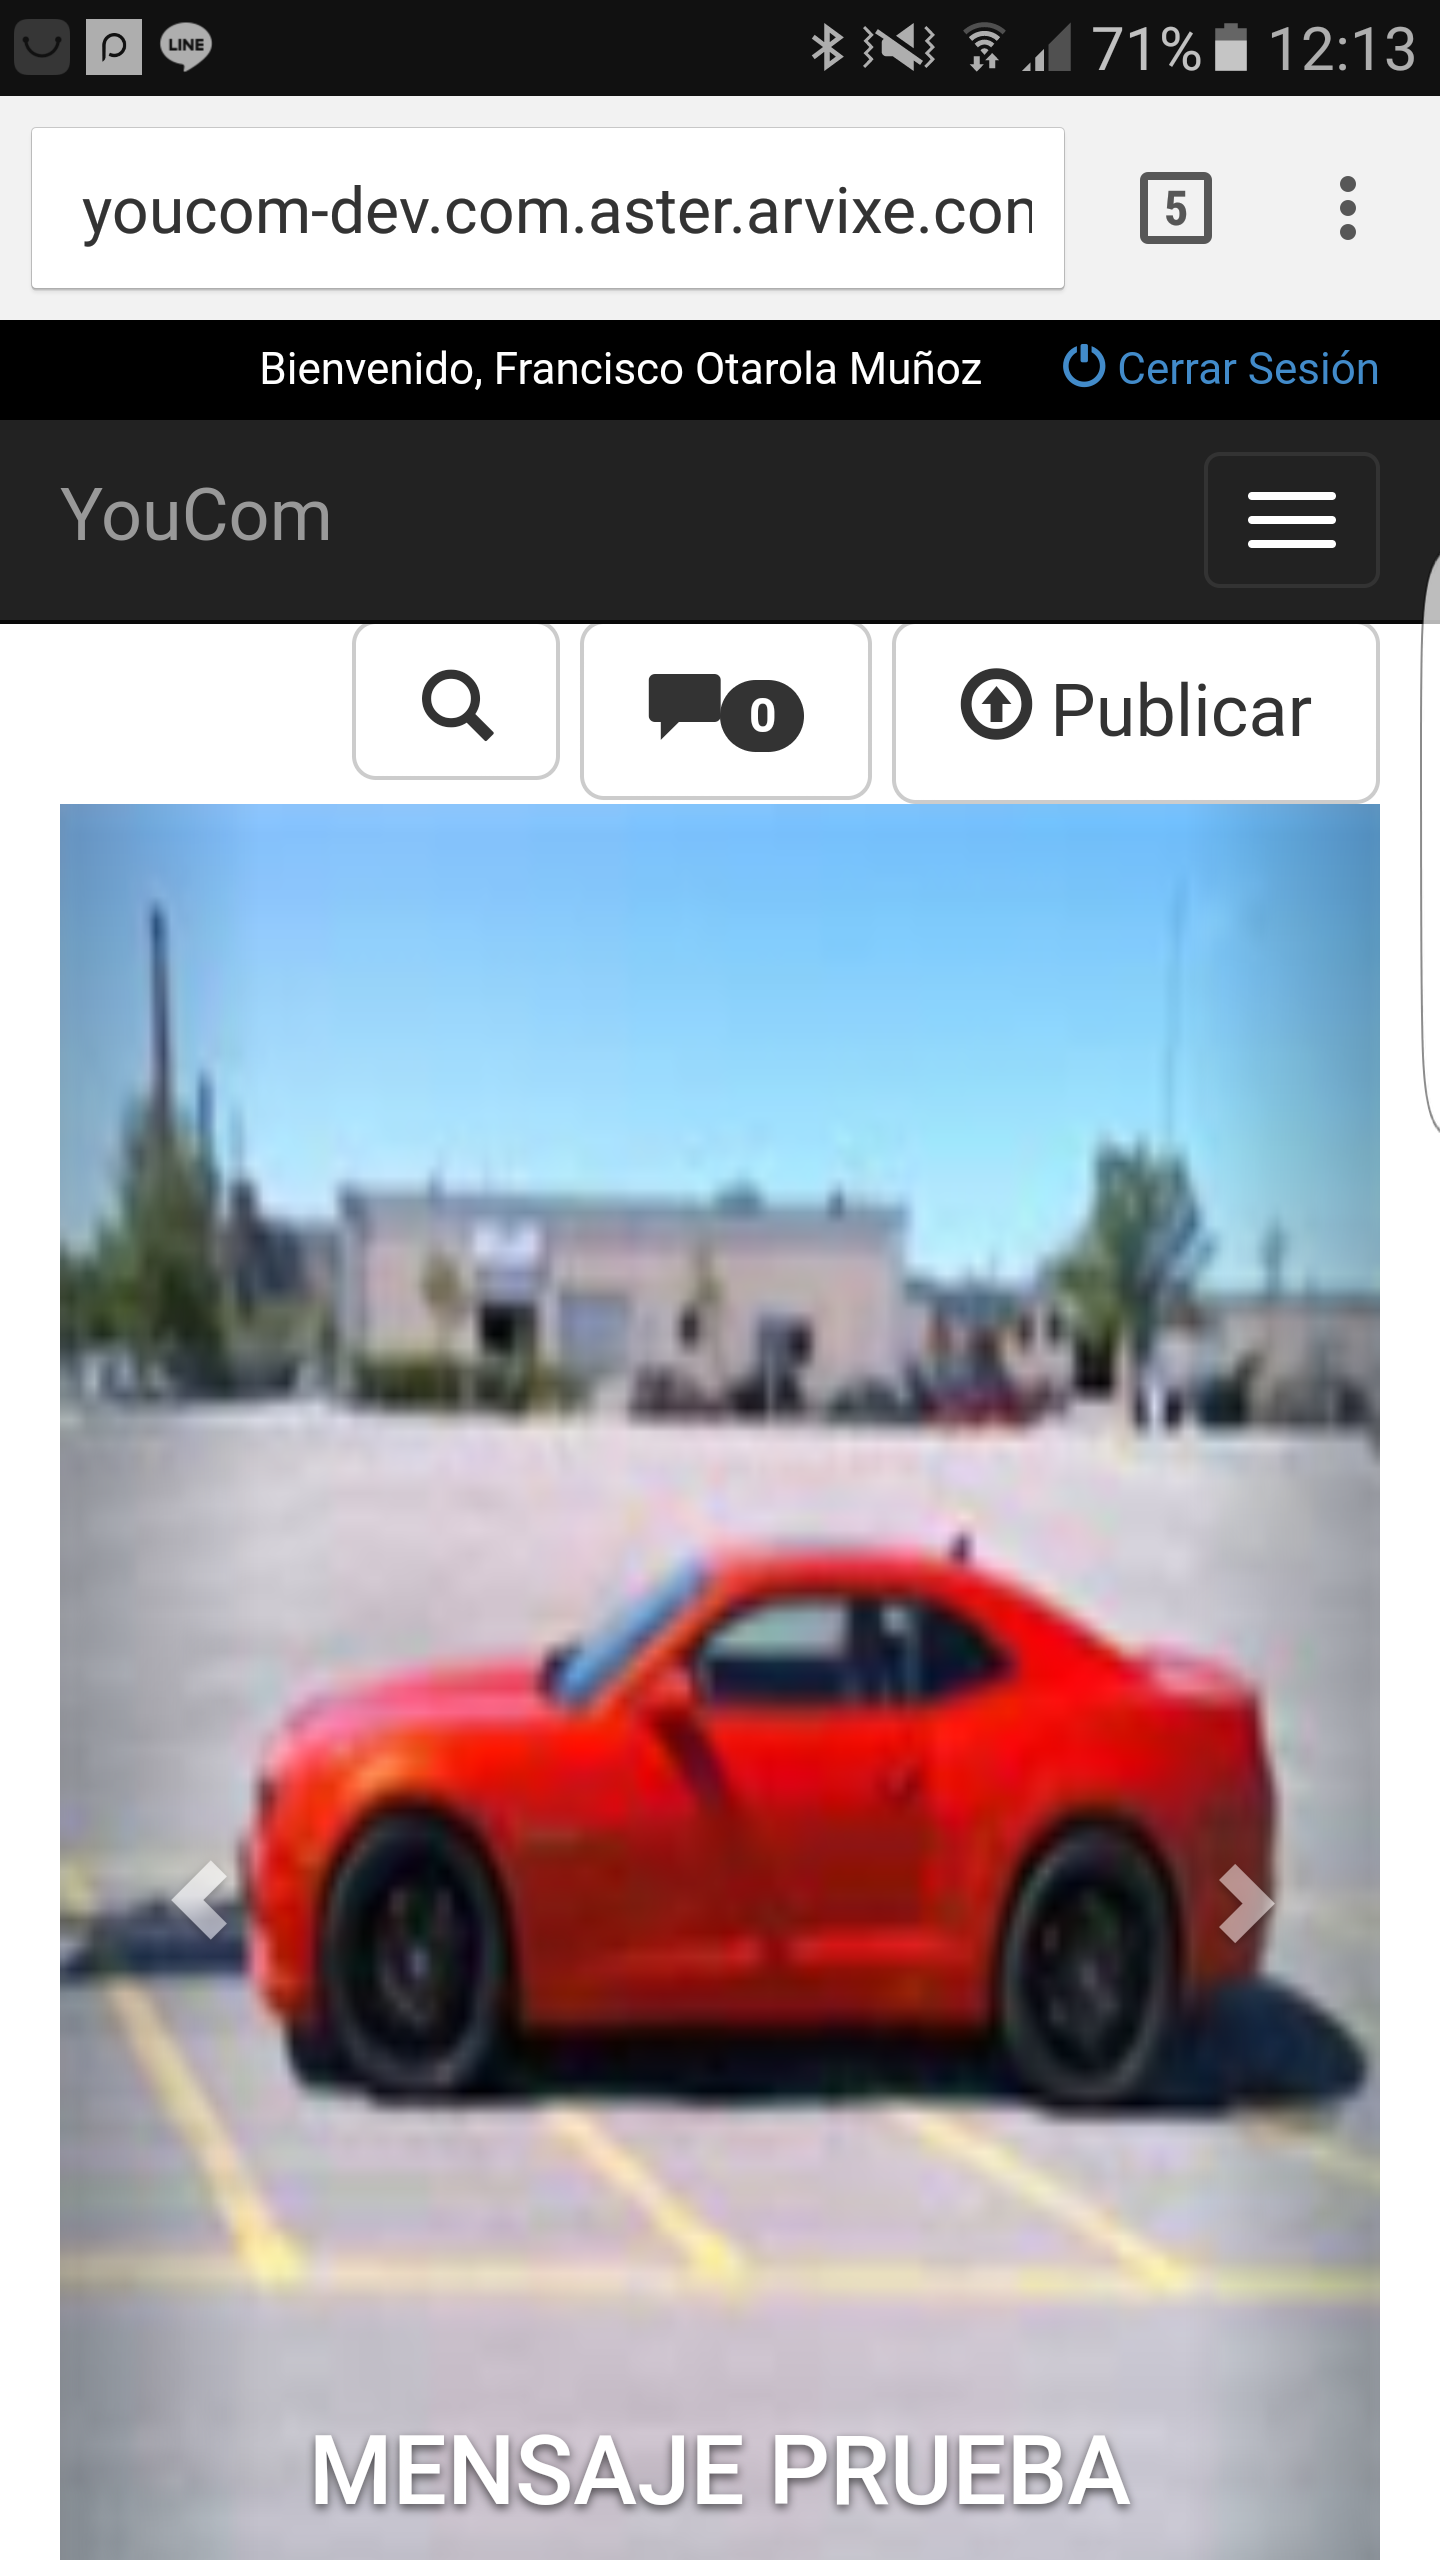 LINE
71% 12:13
youcom-dev.com.aster.arvixe.con
5
Bienvenido, Francisco Otarola Muñoz Cerrar Sesión
YouCom
0 Publicar
MENSAJE PRUEBA